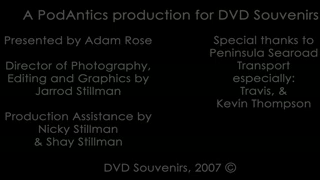 A PodAntics production for DVD Souvenirs
Presented by Adam Rose
Director of Photography,
Editing and Graphics by
Jarrod Stillman
Production Assistance by
Nicky Stillman
& Shay Stillman
Special thanks to
Peninsula Searoad
Transport
especially:
Travis, &
Kevin Thompson
DVD Souvenirs, 2007 ©